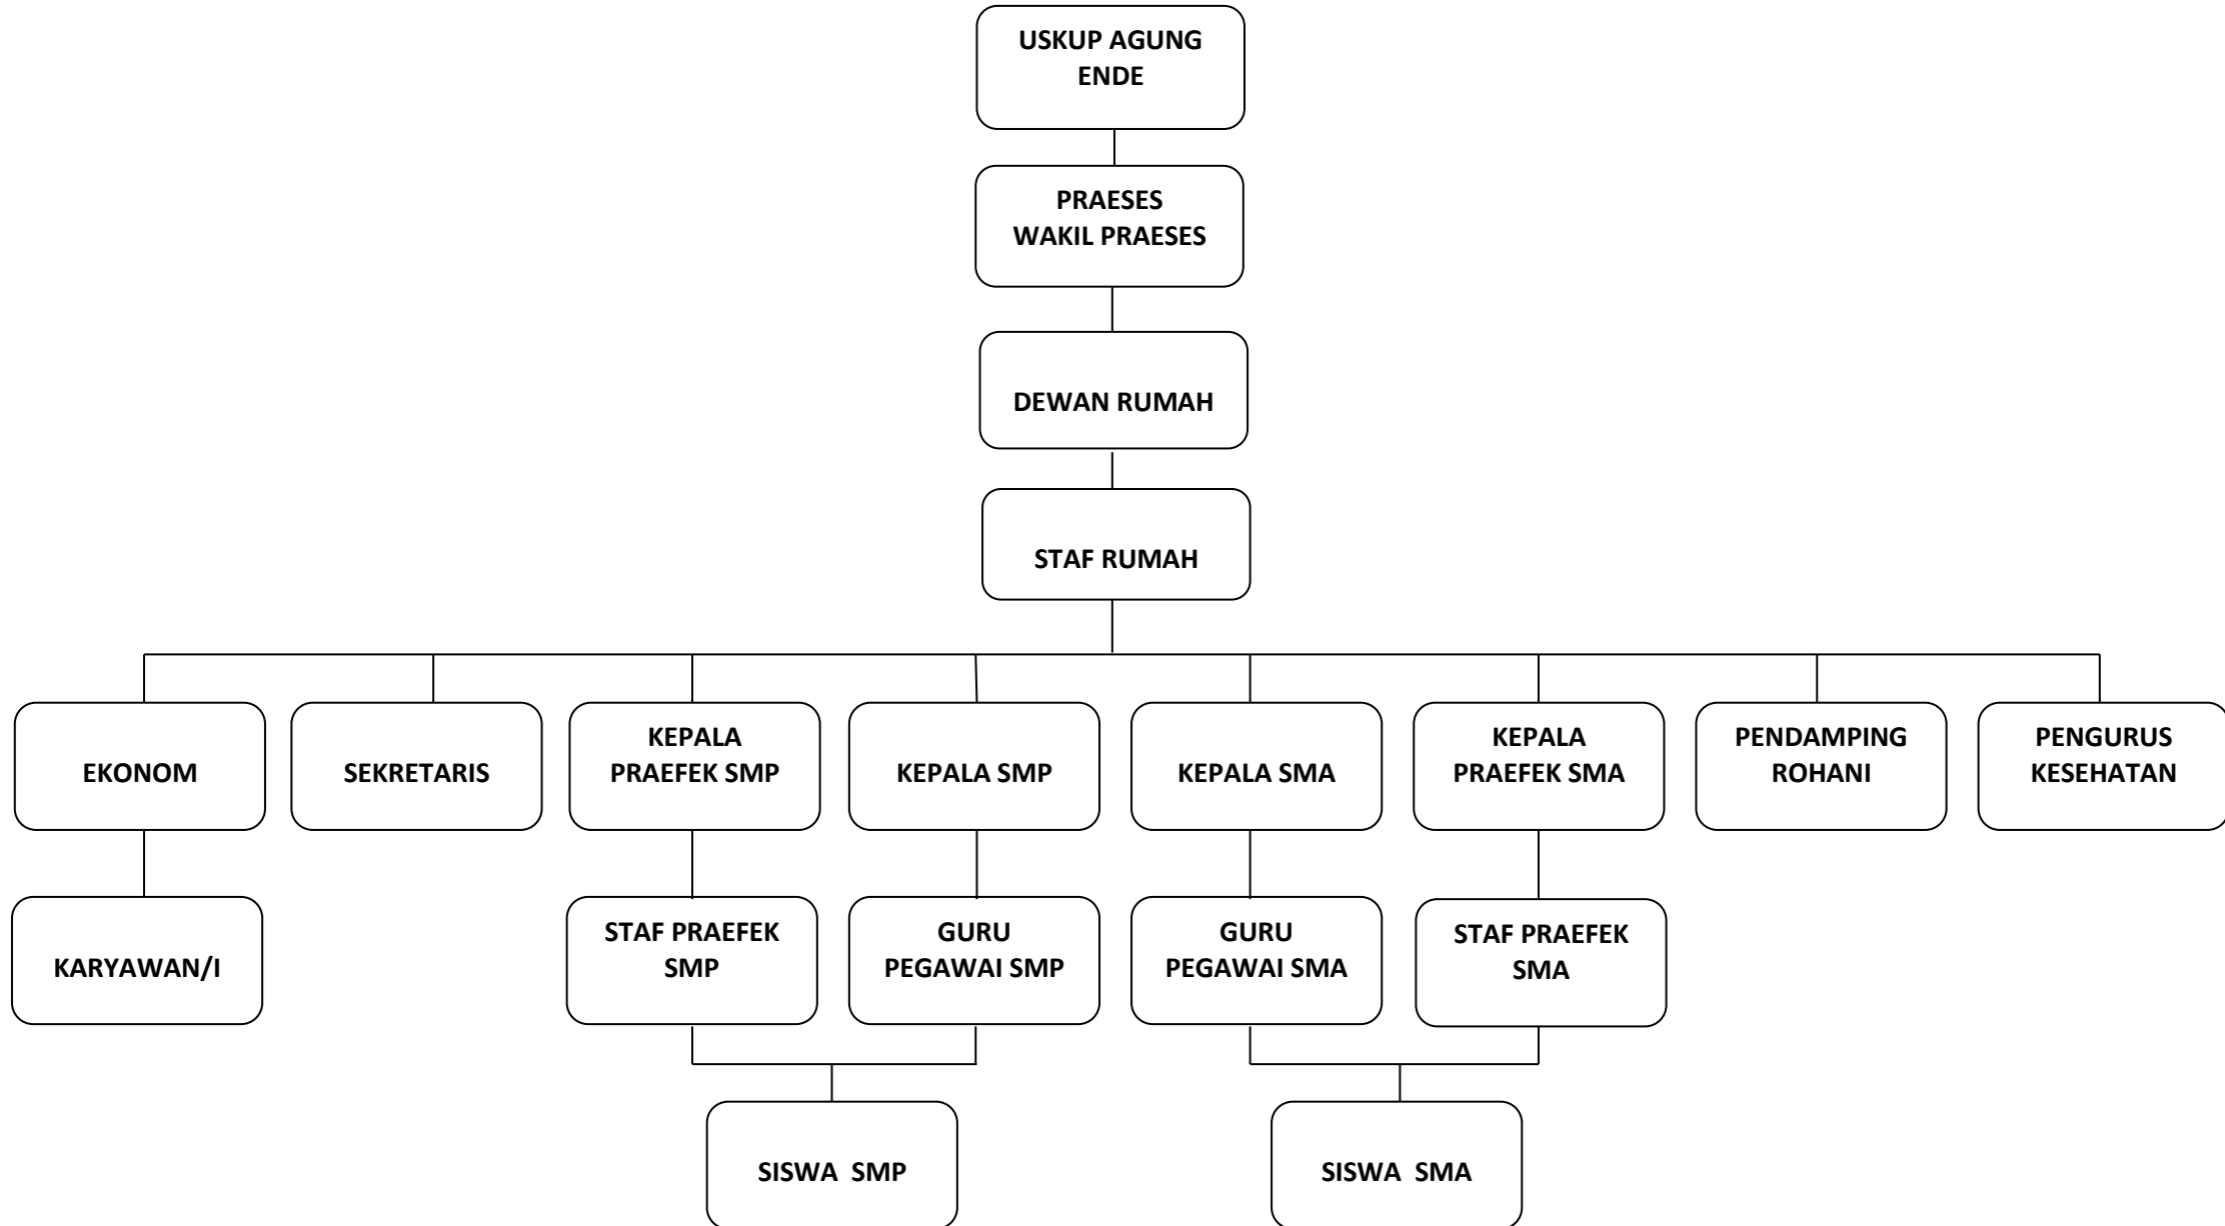 USKUP AGUNG
ENDE
PRAESES
WAKIL PRAESES
DEWAN RUMAH
STAF RUMAH
EKONOM
SEKRETARIS
KEPALA
PRAEFEK SMP
KEPALA SMP
KEPALA SMA
KEPALA
PRAEFEK SMA
PENDAMPING
ROHANI
PENGURUS
KESEHATAN
KARYAWAN/I
STAF PRAEFEK
SMP
GURU
PEGAWAI SMP
GURU
PEGAWAI SMA
STAF PRAEFEK
SMA
SISWA  SMP
SISWA  SMA